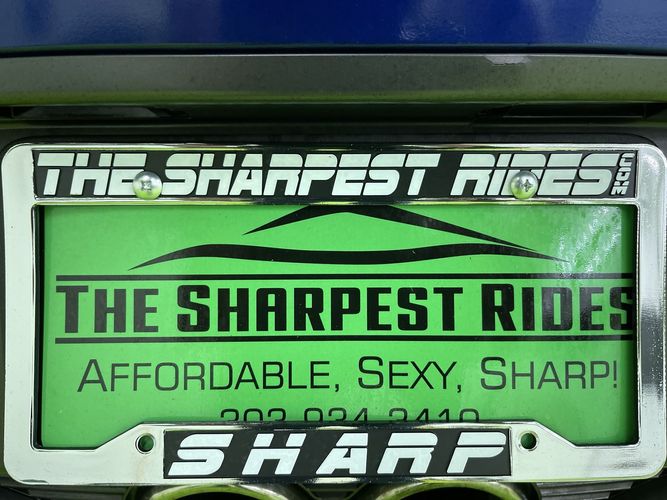 THE SHARPEST RIDES.COM
THE SHARPEST RIDES
AFFORDABLE, SEXY, SHARP!
SHARP